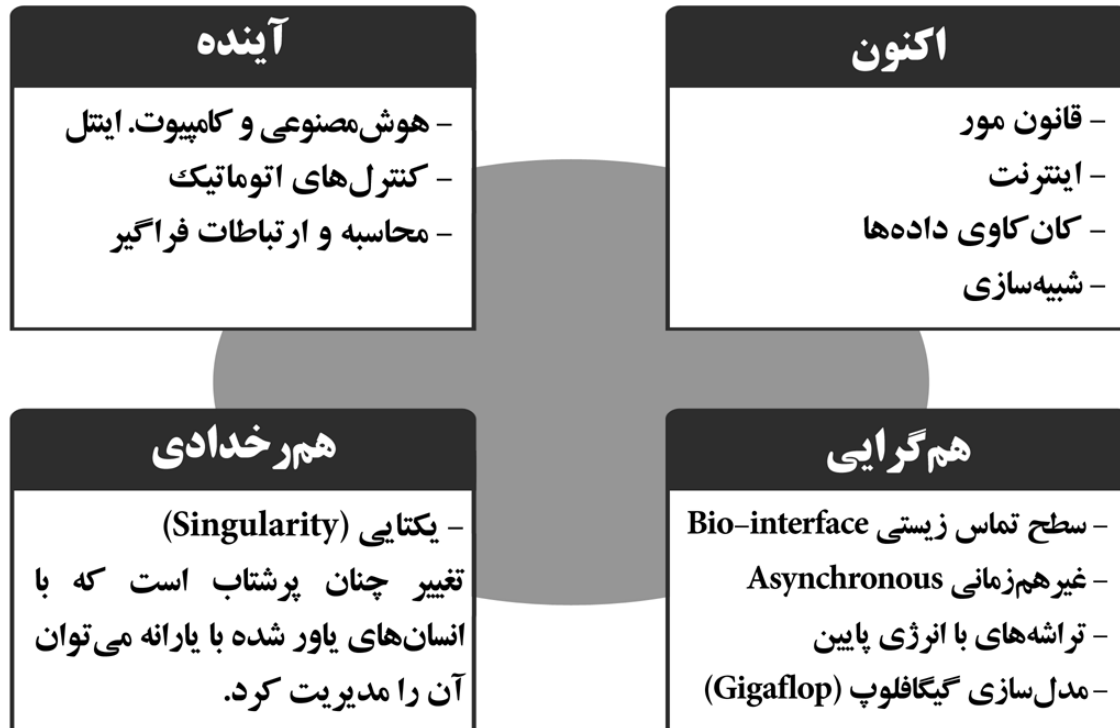 اکنون
- قانون مور
- اینترنت
- کان‌کاوی داده‌ها
- شبیه‌سازی
آینده
- هوش‌مصنوعی و کامپیوت. اینتل
- کنترل‌های اتوماتیک
- محاسبه و ارتباطات فراگیر
هم‌گرایی
- سطح تماس زیستی Bio-interface
- غیرهم‌زمانی Asynchronous
- تراشه‌های با انرژی پایین
- مدل‌سازی گیگافلوپ (Gigaflop)
هم‌رخدادی
- یکتایی (Singularity)
تغییر چنان پرشتاب است که با
انسان‌های یاور شده با یارانه می‌توان
آن را مدیریت کرد.